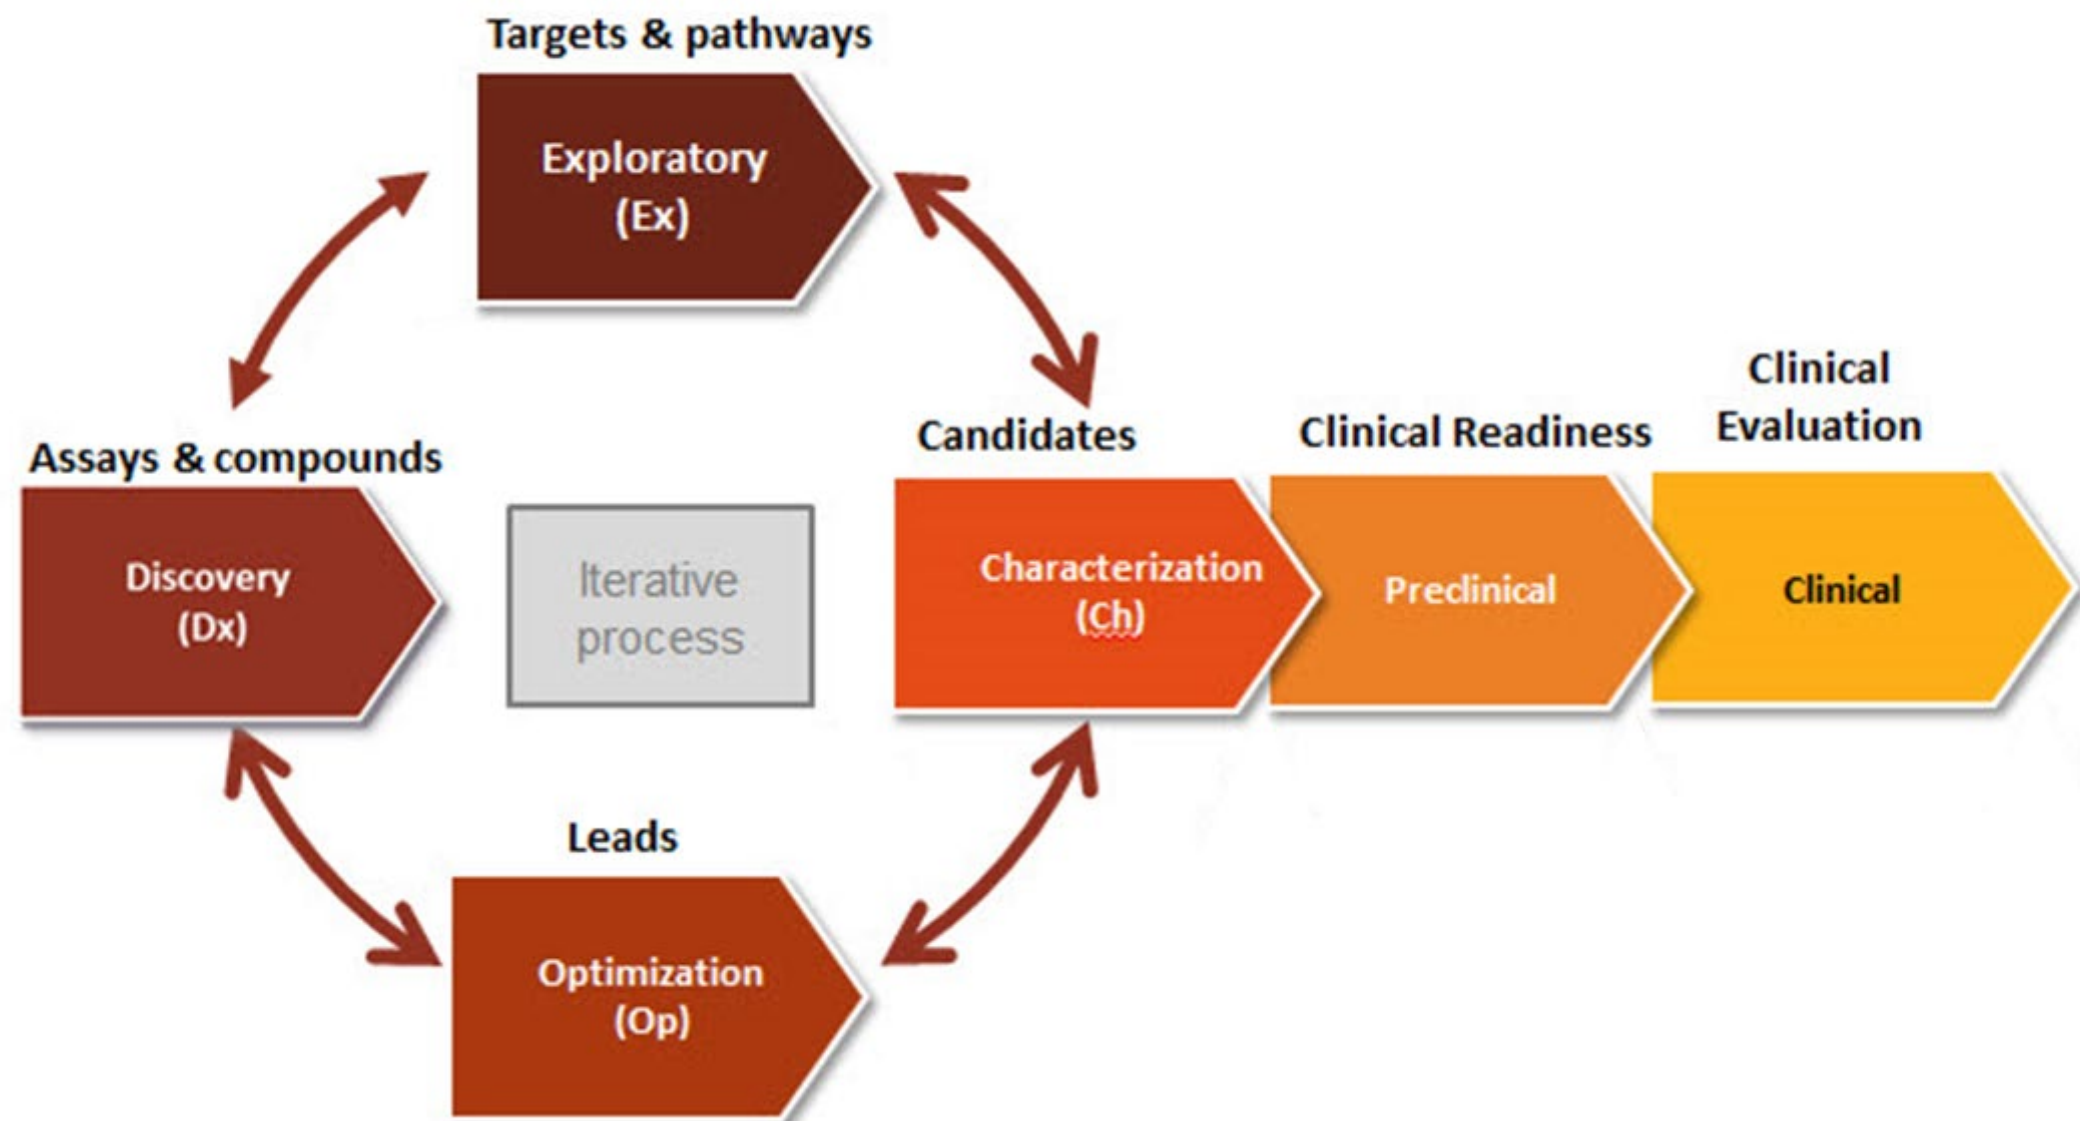 Targets & pathways
Exploratory
(Ex)
Assays & compounds
Discovery
(Dx)
Iterative
process
Candidates
Characterization
(Ch)
Clinical Readiness
Preclinical
Clinical
Evaluation
Clinical
Leads
Optimization
(Op)